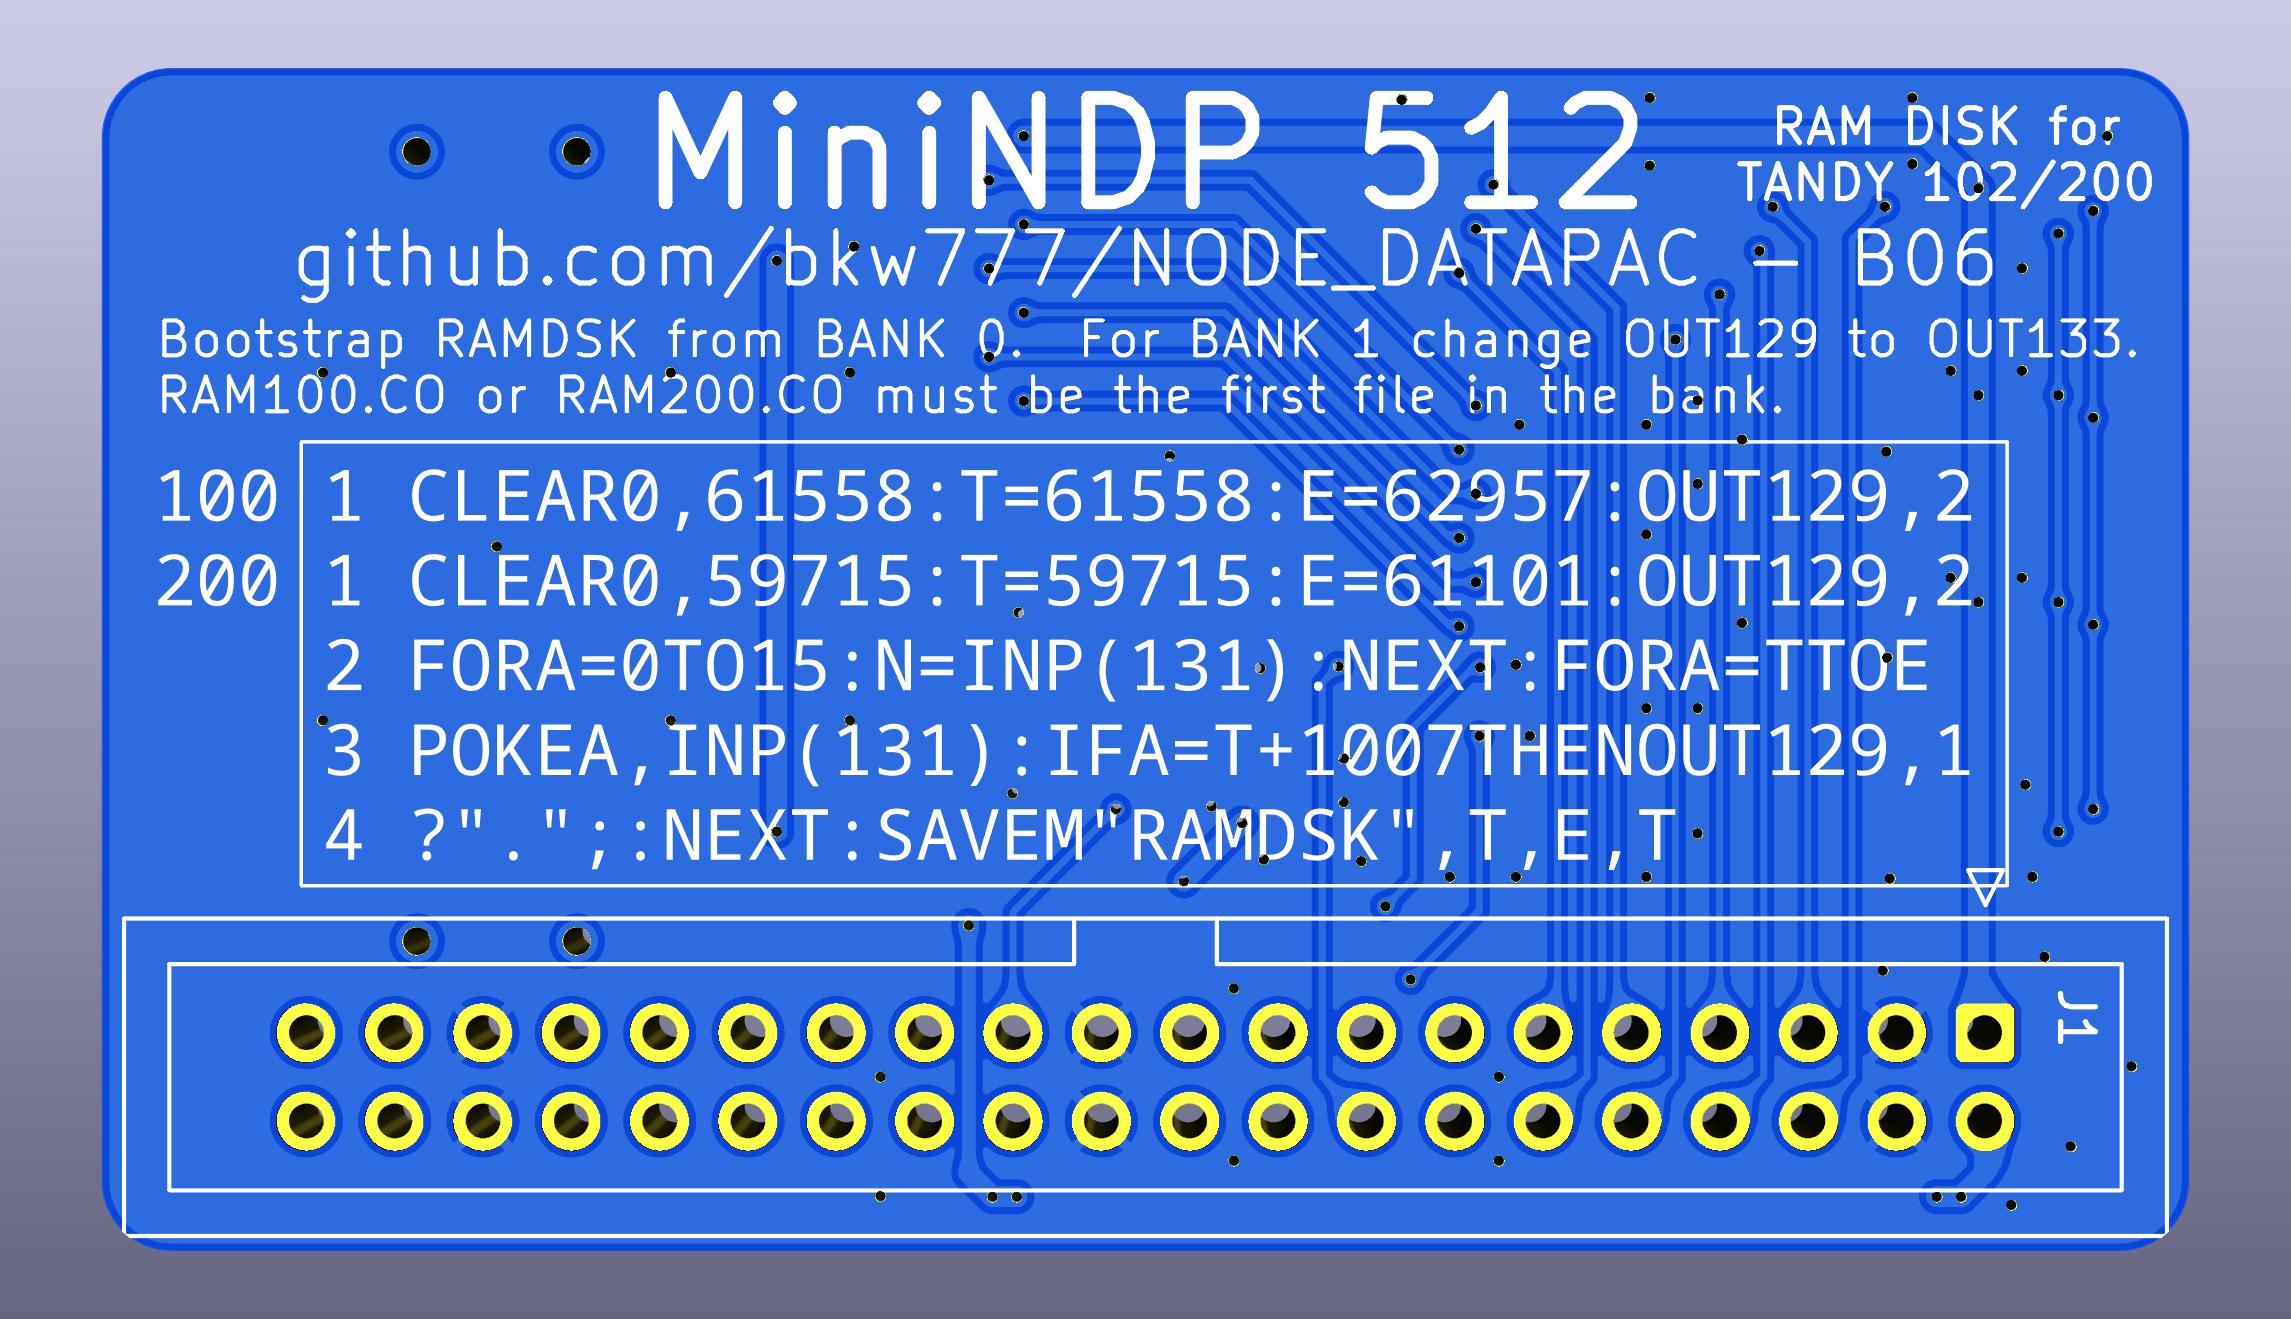 MiniNDP 512
RAM DISK for
TANDY 102/200
github.com/bkw777/NODE_DATAPAC – B06
Bootstrap RAMDSK from BANK 0. For BANK 1 change OUT129 to OUT133.
RAM100.CO or RAM200.CO must be the first file in the bank.
100 1 CLEAR0,61558:T=61558:E=62957:OUT129,2
200 1 CLEAR0,59715:T=59715:E=61101:OUT129,2
2 FORA=0TO15:N=INP(131):NEXT:FORA=TTOE
3 POKEA,INP(131):IFA=T+1007THENOUT129,1
4 ?".";:NEXT:SAVEM"RAMDSK",T,E,T
J1